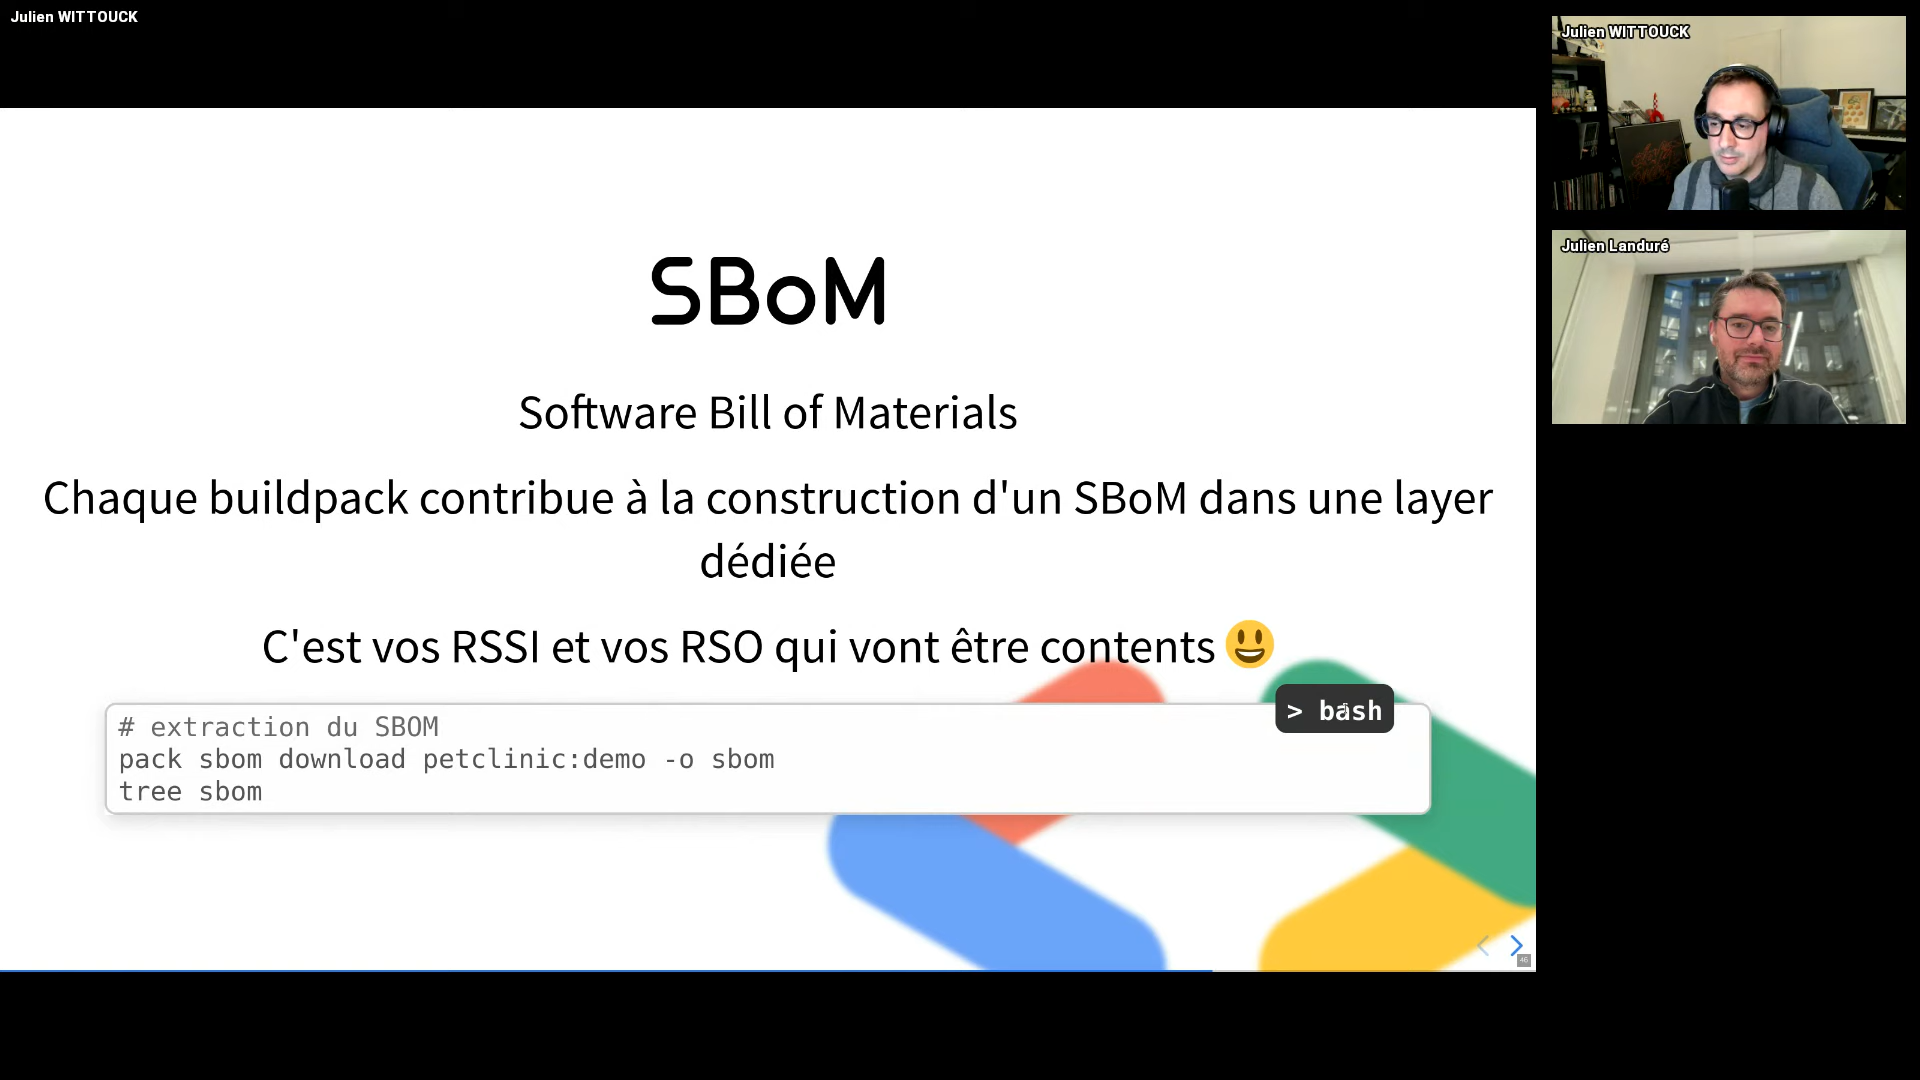 Julien WITTOUCK
SBoM
Software Bill of Materials
Chaque buildpack contribue à la construction d'un SBoM dans une layer
dédiée
C'est vos RSSI et vos RSO qui vont être contents 😃
> bash
# extraction du SBOM
pack sbom download petclinic:demo -o sbom
tree sbom
46
Julien WITTOUCK
Julien Landuré